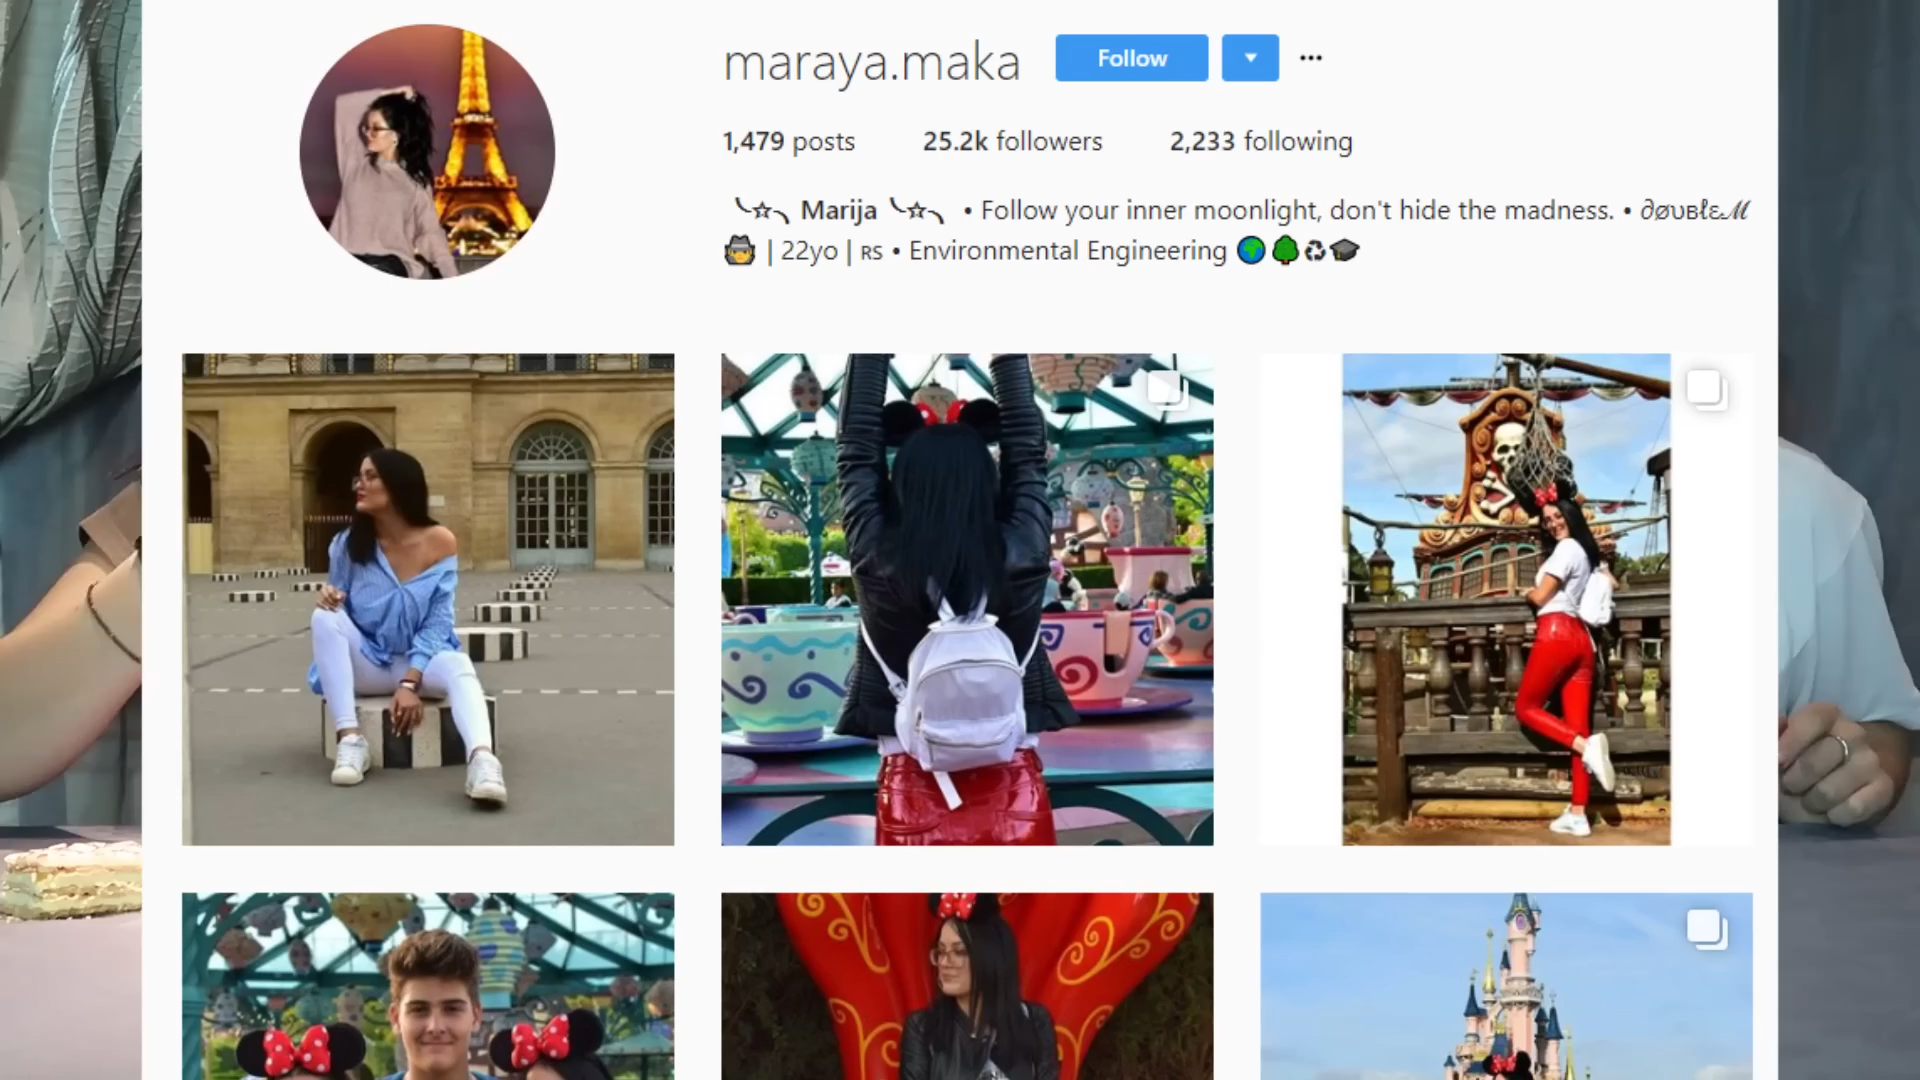 maraya.maka Follow
1,479 posts 25.2k followers 2,233 following
╰☆╮ Marija ╰☆╮ • Follow your inner moonlight, don't hide the madness. • ∂øυвℓεℳ
| 22yo | ʀs • Environmental Engineering